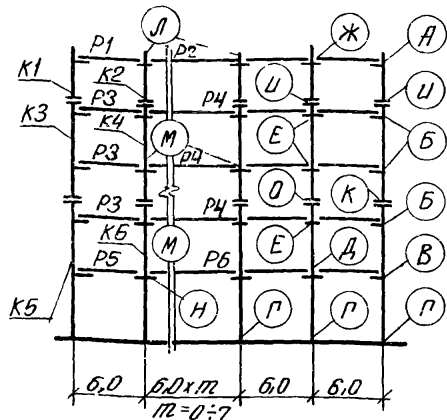 Л Ж А
Р1 Р2
К1 К2 И И
К3 Р3 Р4
К4 М Е Б
Р3 Р4
О К
Р3 Р4 Б
К6 М Е Д В
Р5 Р6
К5 Н Г Г П
6,0 6,0×m 6,0 6,0
m=0÷7